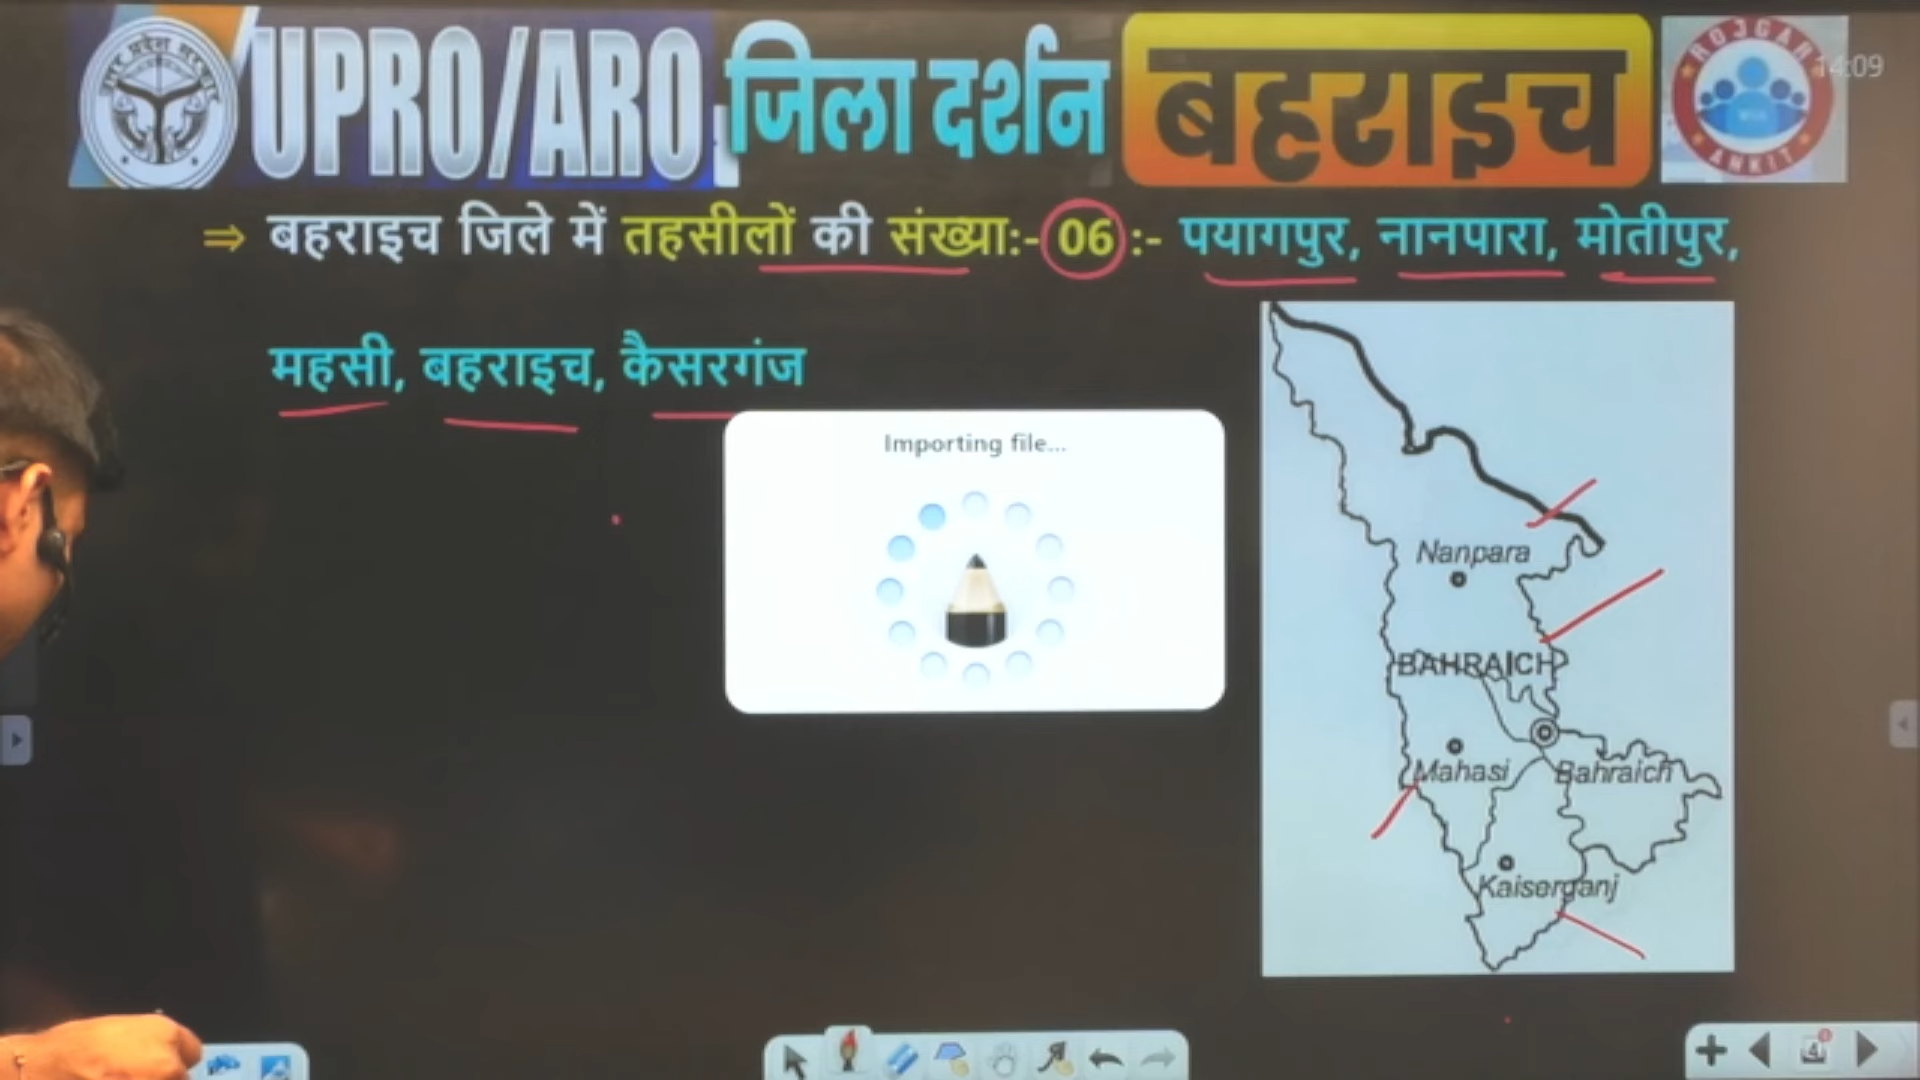 UPRO/ARO जिला दर्शन बहराइच
ROJGAR
ANKIT
14:09
⇒ बहराइच जिले में तहसीलों की संख्या:- 06 :- पयागपुर, नानपारा, मोतीपुर,
महसी, बहराइच, कैसरगंज
Importing file...
Nanpara
BAHRAICH
Mahasi
Bahraich
Kaiserganj
4